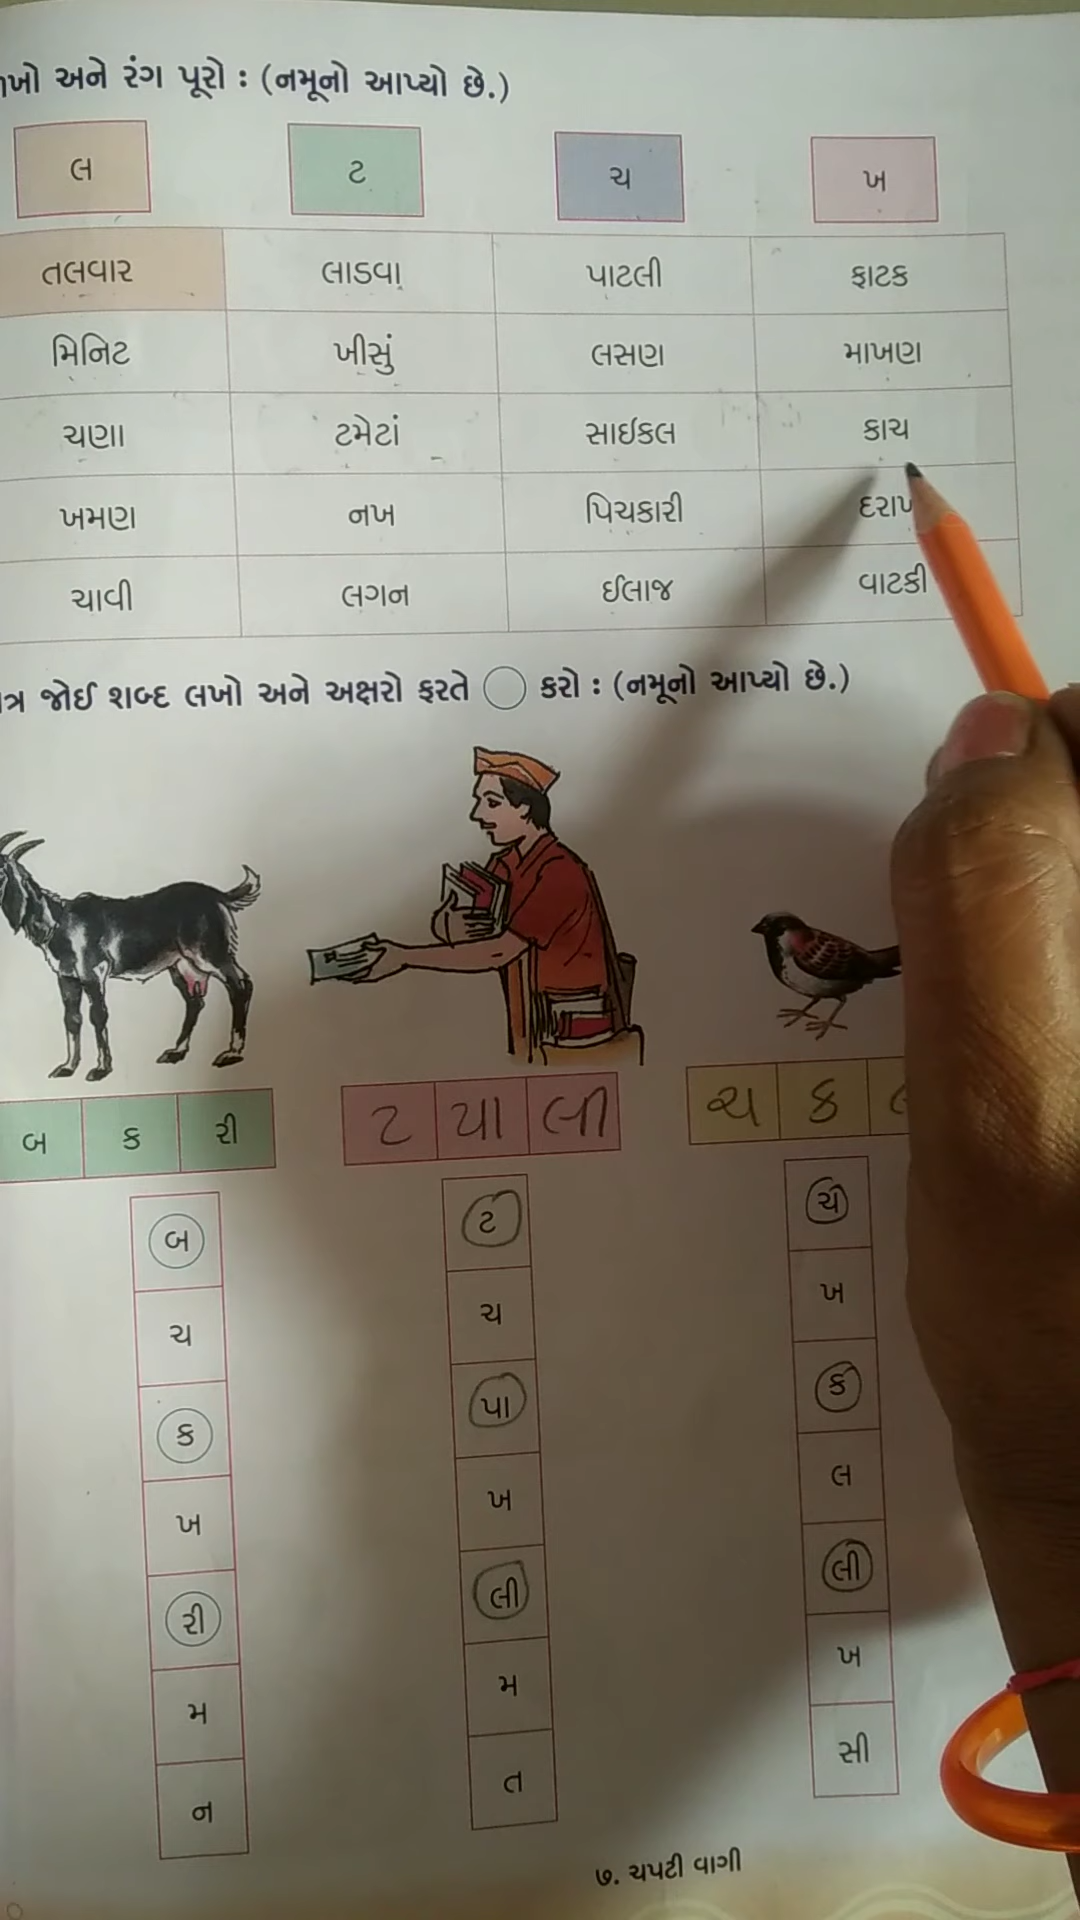 અને રંગ પૂરો : (નમૂનો આપ્યો છે.)
લ ટ ચ ખ
તલવાર લાડવા પાટલી ફાટક
મિનિટ ખીસું લસણ માખણ
ચણા ટમેટાં સાઈકલ કાચ
ખમણ નખ પિચકારી
ચાવી લગન ઈલાજ વાટકી
જોઈ શબ્દ લખો અને અક્ષરો ફરતે કરો : (નમૂનો આપ્યો છે.)
બ ક રી ટ પા લી ચ ક
બ ટ ચ
ચ ચ ખ
ક પા ક
ખ ખ લ
રી લી લી
મ મ ખ
ન ત સી
૭. ચપટી વાગી